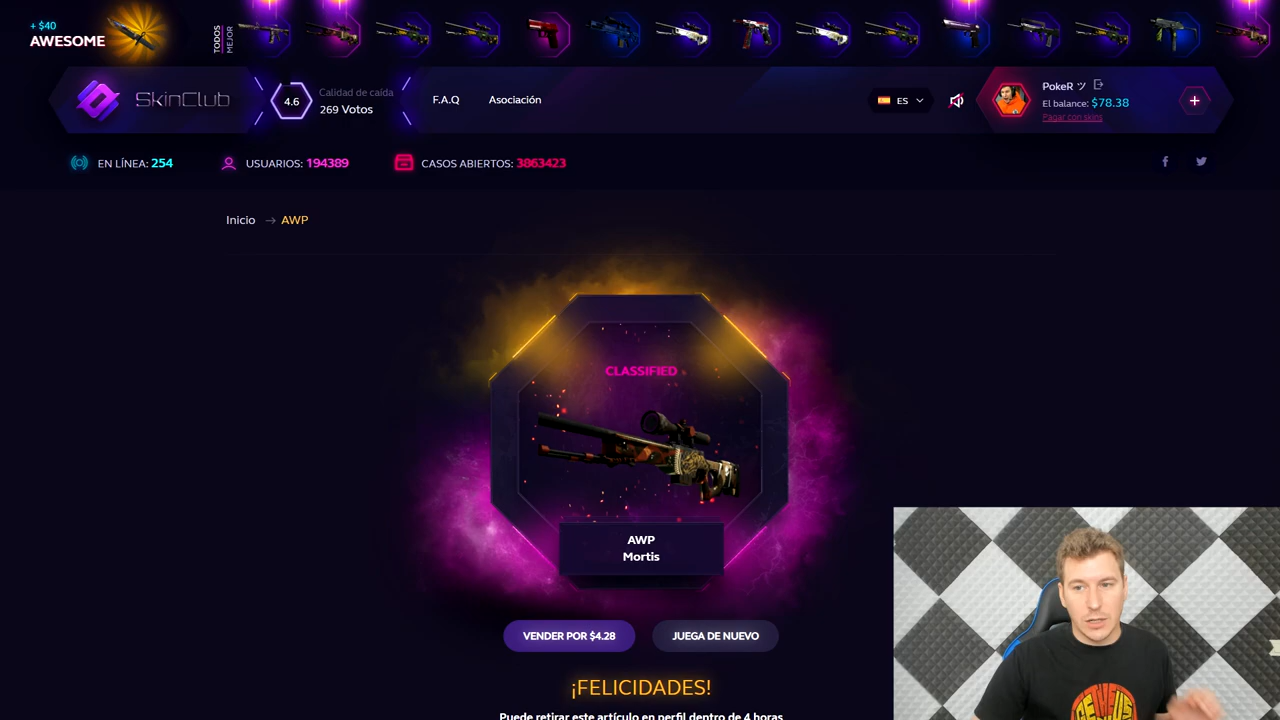 + $40
AWESOME
TODOS
MEJOR
SKINCLUB
4.6
Calidad de caída
269 Votos
F.A.Q
Asociación
ES
PokeR ツ
El balance: $78.38
Pagar con skins
+
EN LÍNEA: 254
USUARIOS: 194389
CASOS ABIERTOS: 3863423
Inicio → AWP
CLASSIFIED
AWP
Mortis
VENDER POR $4.28
JUEGA DE NUEVO
¡FELICIDADES!
Puede retirar este artículo en perfil dentro de 4 horas